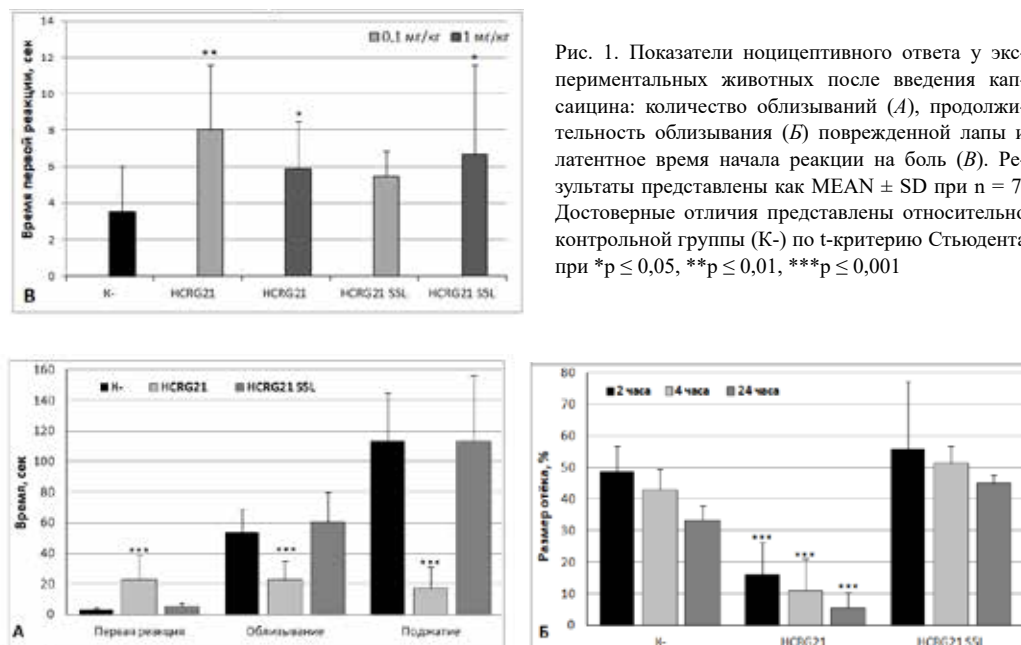 14
12
10
8
6
4
2
0
Время первой реакции, сек
0,1 мг/кг 1 мг/кг
**
*
*
К- HCRG21 HCRG21 HCRG21 SSL HCRG21 SSL
В
Рис. 1. Показатели ноцицептивного ответа у экс-
периментальных животных после введения кап-
саицина: количество облизываний (А), продолжи-
тельность облизывания (Б) поврежденной лапы и
латентное время начала реакции на боль (В). Ре-
зультаты представлены как MEAN ± SD при n = 7.
Достоверные отличия представлены относительно
контрольной группы (К-) по t-критерию Стьюдента
при *p ≤ 0,05, **p ≤ 0,01, ***p ≤ 0,001
160
140
120
100
80
60
40
20
0
Время, сек
К- HCRG21 HCRG21 SSL
***
***
***
Первая реакция Облизывание Поджатие
А
80
70
60
50
40
30
20
10
0
Размер отёка, %
2 часа 4 часа 24 часа
***
***
***
К- HCRG21 HCRG21 SSL
Б